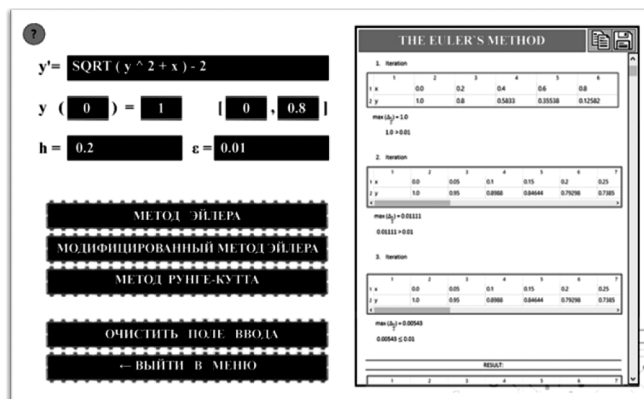 ?
y'= SQRT ( y ^ 2 + x ) - 2
y ( 0 ) = 1 [ 0 , 0.8 ]
h = 0.2 ε = 0.01
МЕТОД ЭЙЛЕРА
МОДИФИЦИРОВАННЫЙ МЕТОД ЭЙЛЕРА
МЕТОД РУНГЕ-КУТТА
ОЧИСТИТЬ ПОЛЕ ВВОДА
← ВЫЙТИ В МЕНЮ
THE EULER`S METHOD
1. Iteration
1 2 3 4 5 6
1 x 0.0 0.2 0.4 0.6 0.8
2 y 1.0 0.8 0.5833 0.35538 0.12582
max (Δ) = 1.0
1.0 > 0.01
2. Iteration
1 2 3 4 5 6 7
1 x 0.0 0.05 0.1 0.15 0.2 0.25
2 y 1.0 0.95 0.8988 0.84644 0.79298 0.7385
max (Δ) = 0.01111
0.01111 > 0.01
3. Iteration
1 2 3 4 5 6 7
1 x 0.0 0.05 0.1 0.15 0.2 0.25
2 y 1.0 0.95 0.8988 0.84644 0.79298 0.7385
max (Δ) = 0.00543
0.00543 ≤ 0.01
RESULT:
1 2 3 4 5 6 7